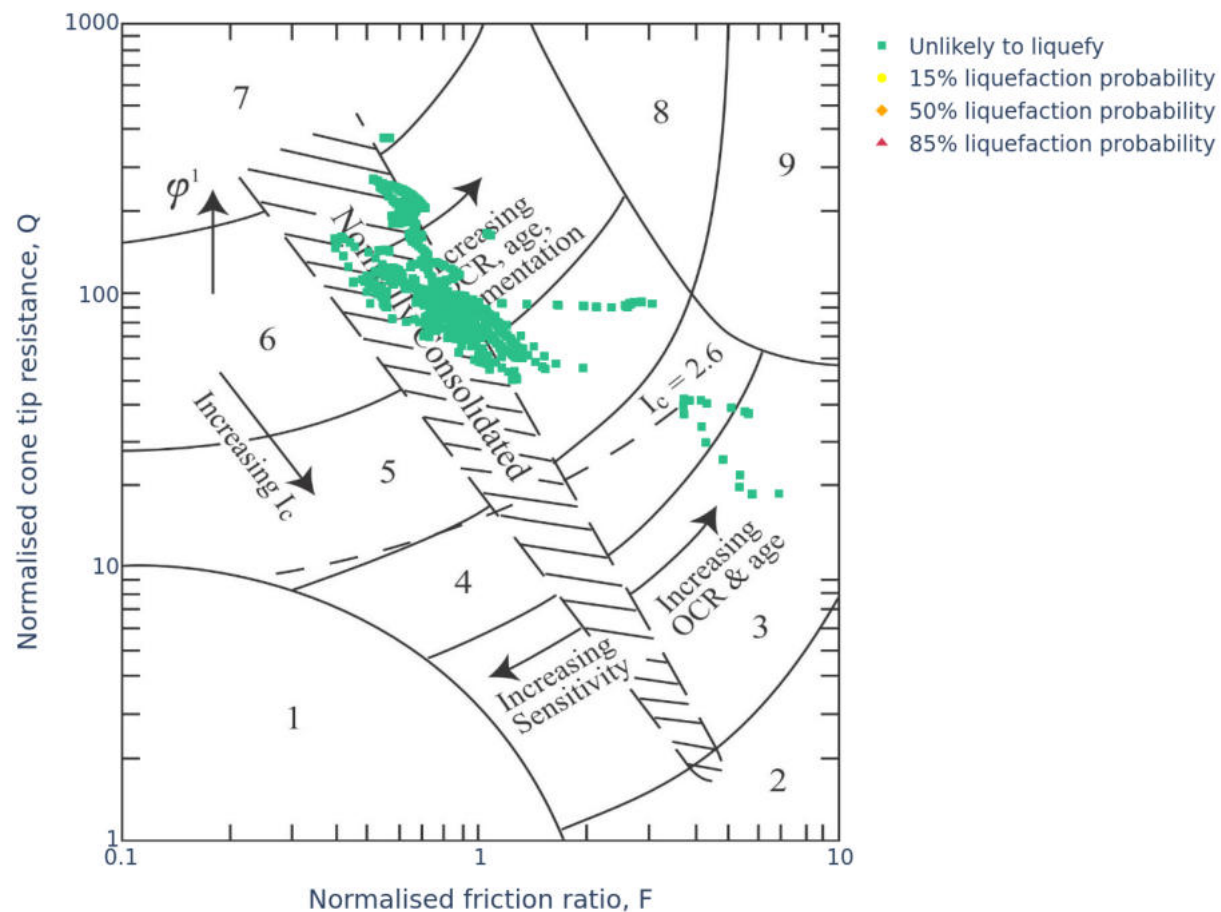 1000
100
10
1
0.1
1
10
Normalised cone tip resistance, Q
Normalised friction ratio, F
7
8
9
φ¹
6
Increasing
OCR, age,
cementation
Normally Consolidated
Increasing Ic
5
Ic = 2.6
4
Increasing
OCR & age
3
Increasing
Sensitivity
1
2
Unlikely to liquefy
15% liquefaction probability
50% liquefaction probability
85% liquefaction probability